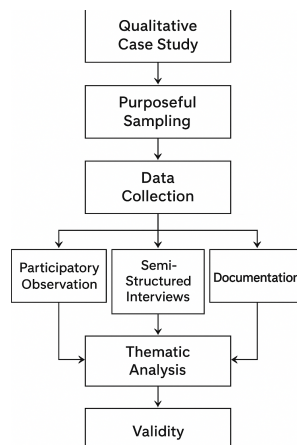 Qualitative
Case Study
Purposeful
Sampling
Data
Collection
Participatory
Observation
Semi-
Structured
Interviews
Documentation
Thematic
Analysis
Validity